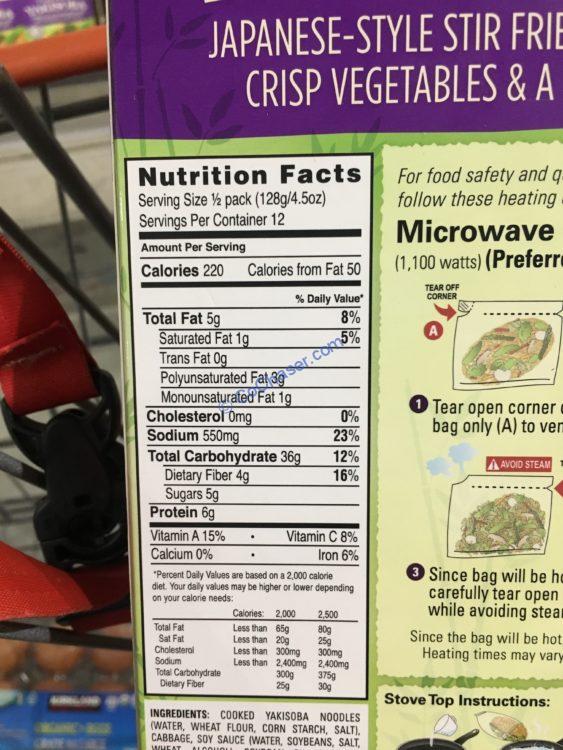 JAPANESE-STYLE STIR FRIE
CRISP VEGETABLES & A
Nutrition Facts
Serving Size ½ pack (128g/4.5oz)
Servings Per Container 12
Amount Per Serving
Calories 220 Calories from Fat 50
% Daily Value*
Total Fat 5g 8%
Saturated Fat 1g 5%
Trans Fat 0g
Polyunsaturated Fat 3g
Monounsaturated Fat 1g
Cholesterol 0mg 0%
Sodium 550mg 23%
Total Carbohydrate 36g 12%
Dietary Fiber 4g 16%
Sugars 5g
Protein 6g
Vitamin A 15% • Vitamin C 8%
Calcium 0% • Iron 6%
*Percent Daily Values are based on a 2,000 calorie
diet. Your daily values may be higher or lower depending
on your calorie needs:
Calories: 2,000 2,500
Total Fat Less than 65g 80g
Sat Fat Less than 20g 25g
Cholesterol Less than 300mg 300mg
Sodium Less than 2,400mg 2,400mg
Total Carbohydrate 300g 375g
Dietary Fiber 25g 30g
INGREDIENTS: COOKED YAKISOBA NOODLES
(WATER, WHEAT FLOUR, CORN STARCH, SALT),
CABBAGE, SOY SAUCE (WATER, SOYBEANS, SALT,
WHEAT, ALCOHOL
For food safety and q
follow these heating
Microwave
(1,100 watts) (Preferre
TEAR OFF
CORNER
A
1 Tear open corner
bag only (A) to ven
AVOID STEAM
3 Since bag will be ho
carefully tear open
while avoiding stea
Since the bag will be hot
Heating times may vary
Stove Top Instructions:
KIRKLAND